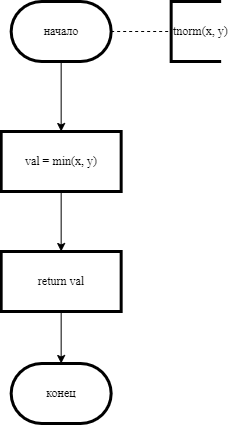 начало
tnorm(x, y)
val = min(x, y)
return val
конец